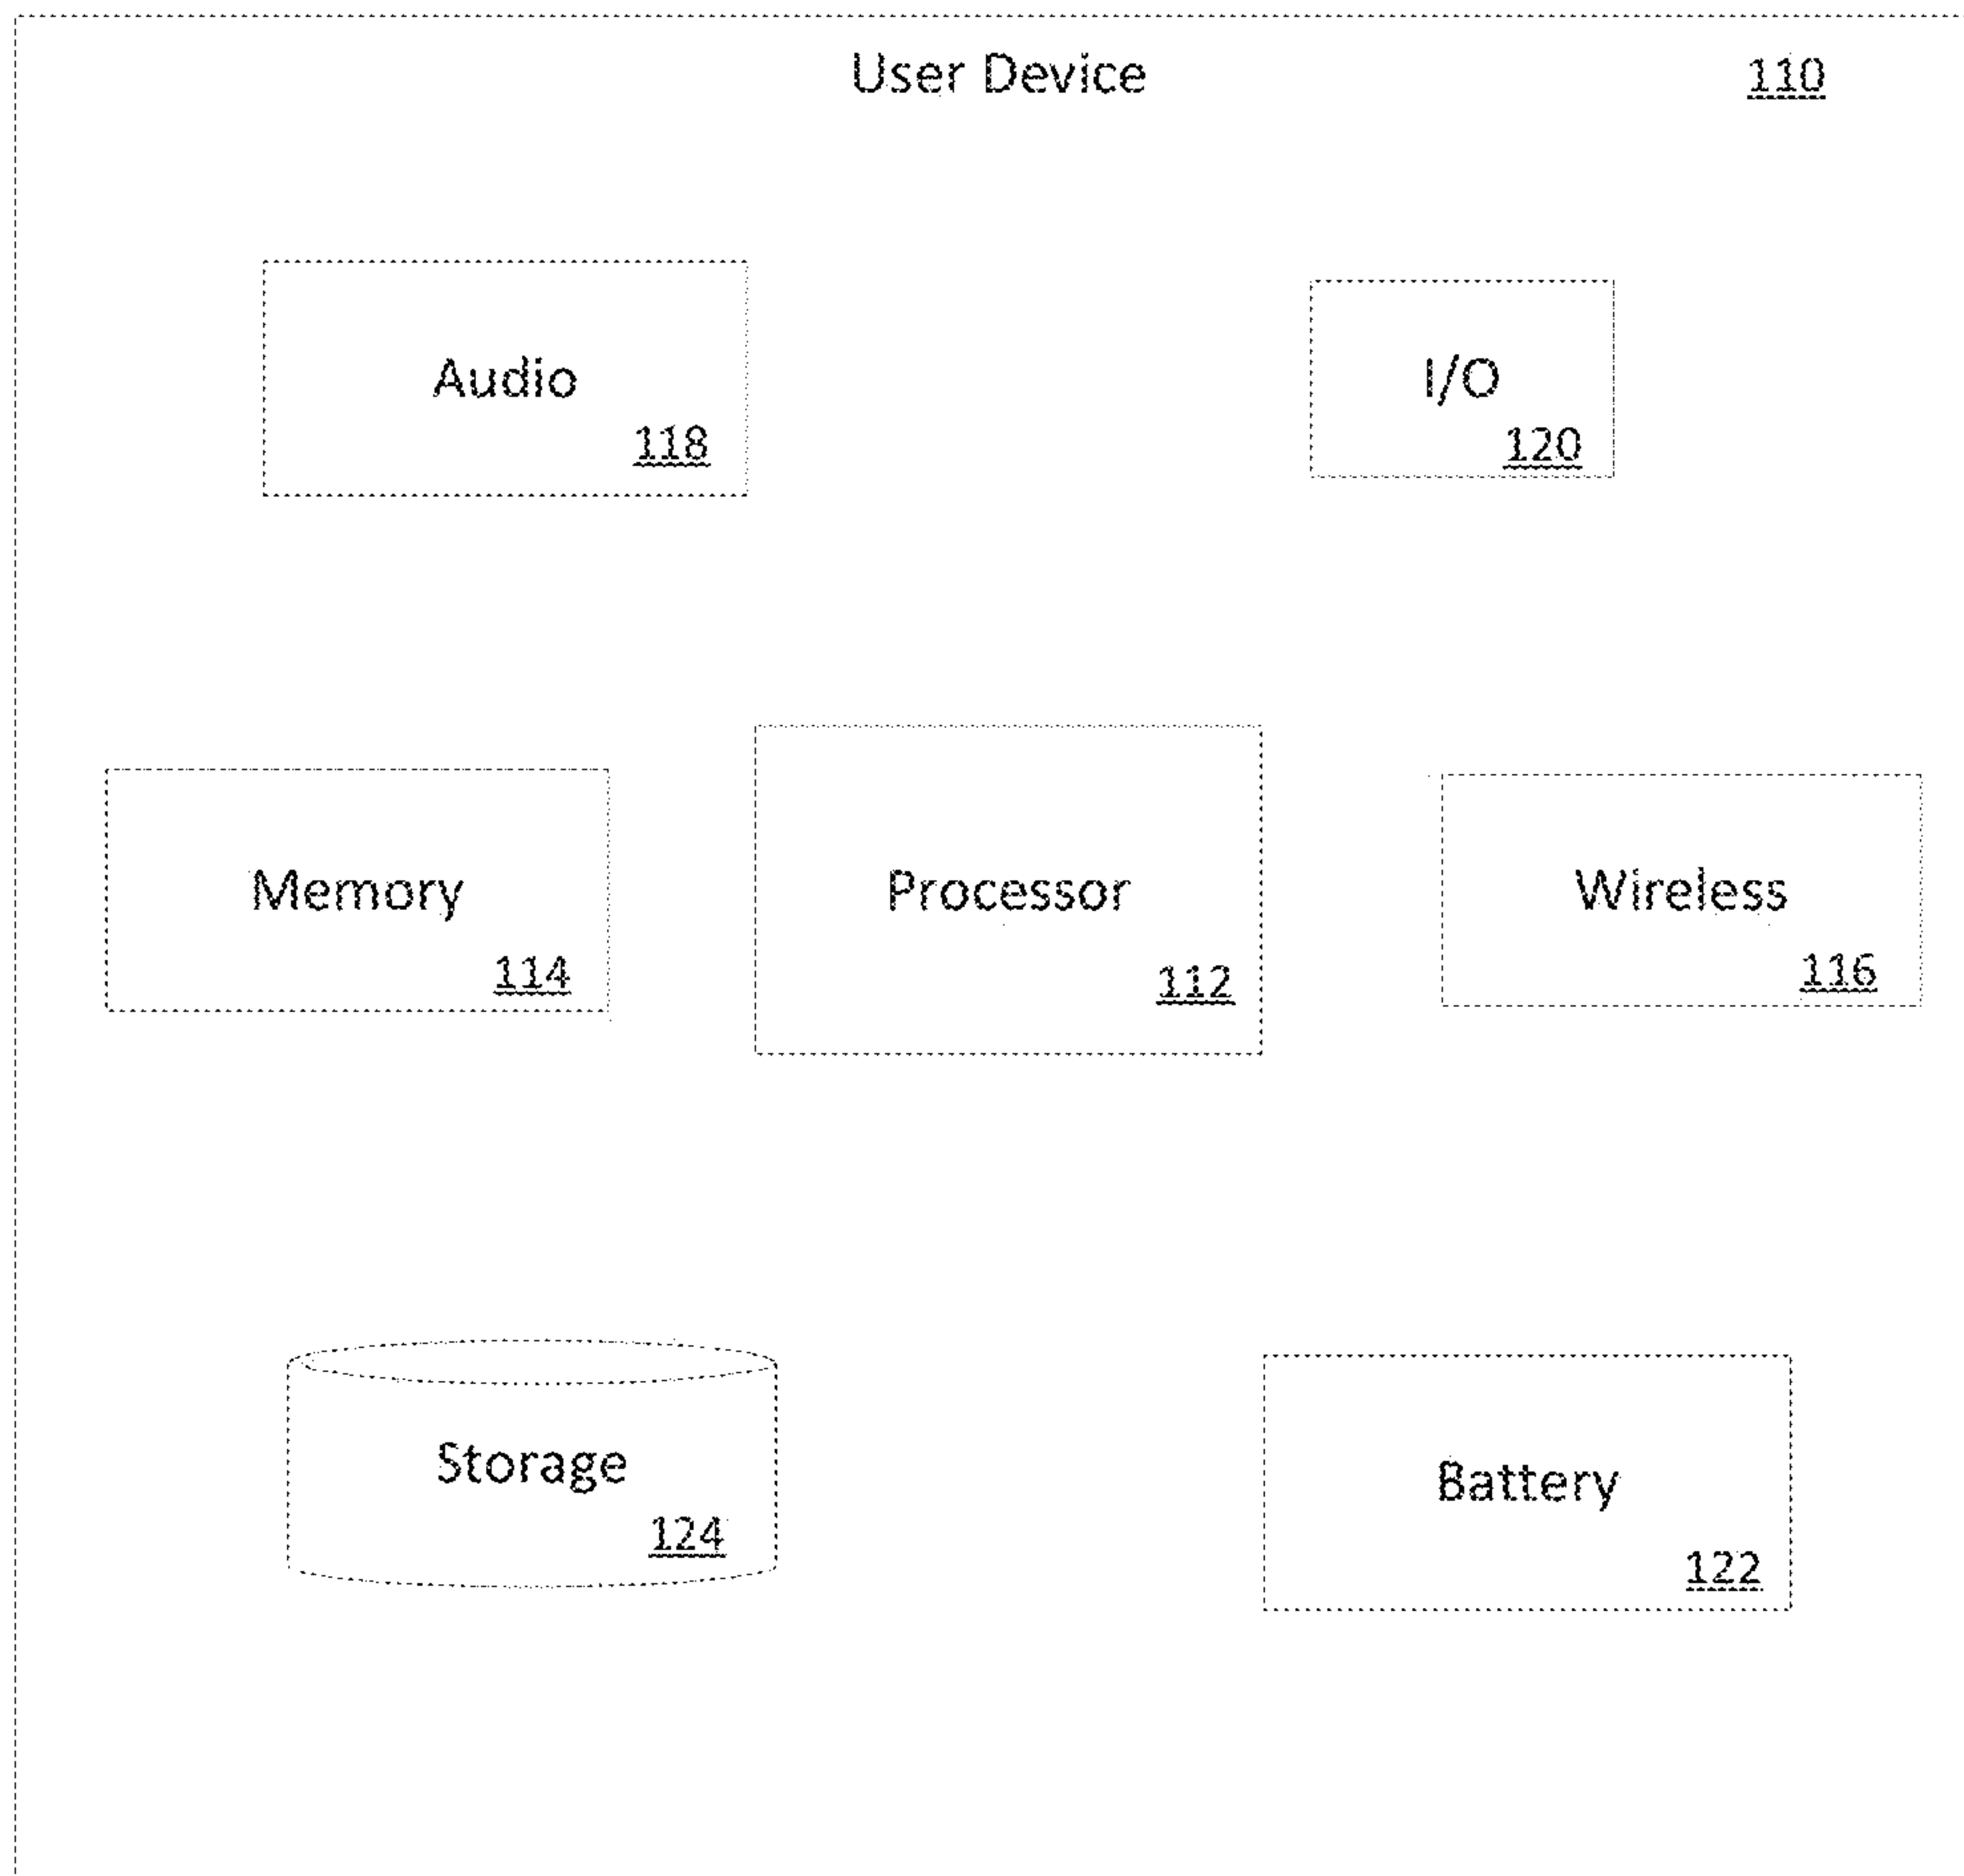 User Device 110
Audio
118
I/O
120
Memory
114
Processor
112
Wireless
116
Storage
124
Battery
122